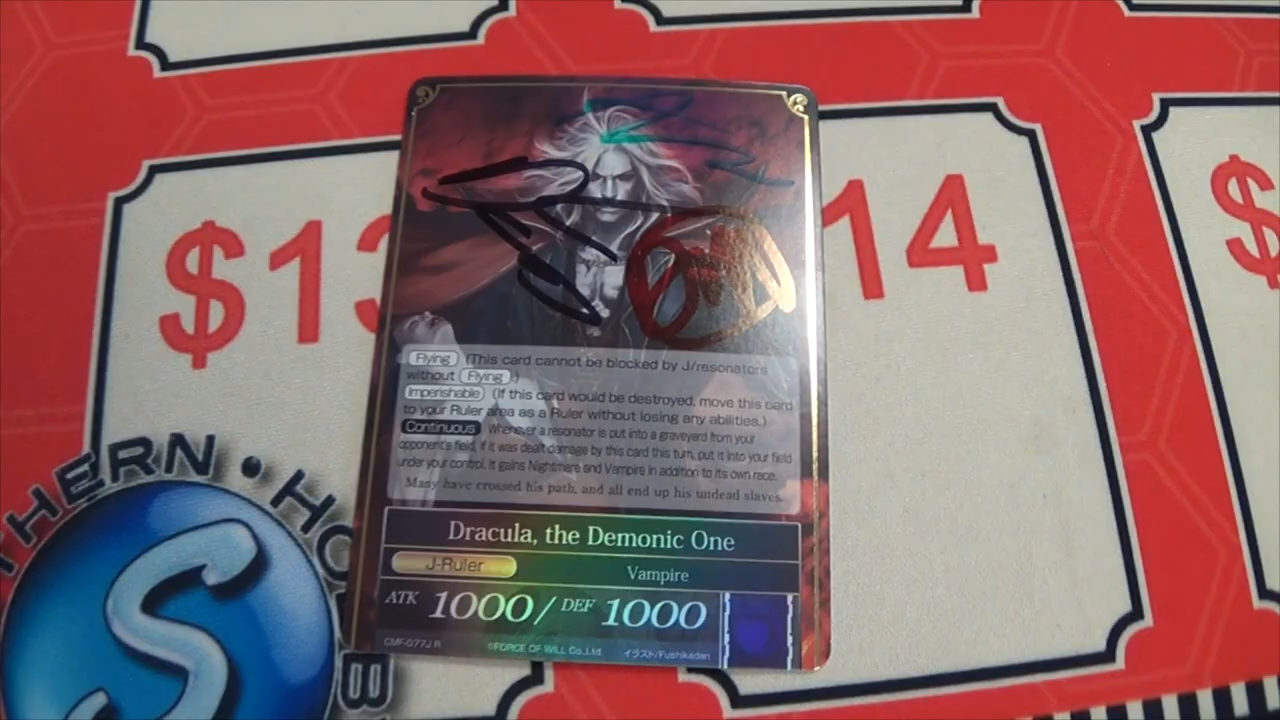 $13
14
$
Flying (This card cannot be blocked by J/resonators
without Flying.)
Imperishable (If this card would be destroyed, move this card
to your Ruler area as a Ruler without losing any abilities.)
Continuous Whenever a resonator is put into a graveyard from your
opponent's field, if it was dealt damage by this card this turn, put it into your field
under your control. It gains Nightmare and Vampire in addition to its own race.
Many have crossed his path, and all end up his undead slaves.
Dracula, the Demonic One
J-Ruler
Vampire
ATK 1000/ DEF 1000
CMF-077J R ©FORCE OF WILL Co.,Ltd. イラスト/Fushikadan
THERN • HOBB
S